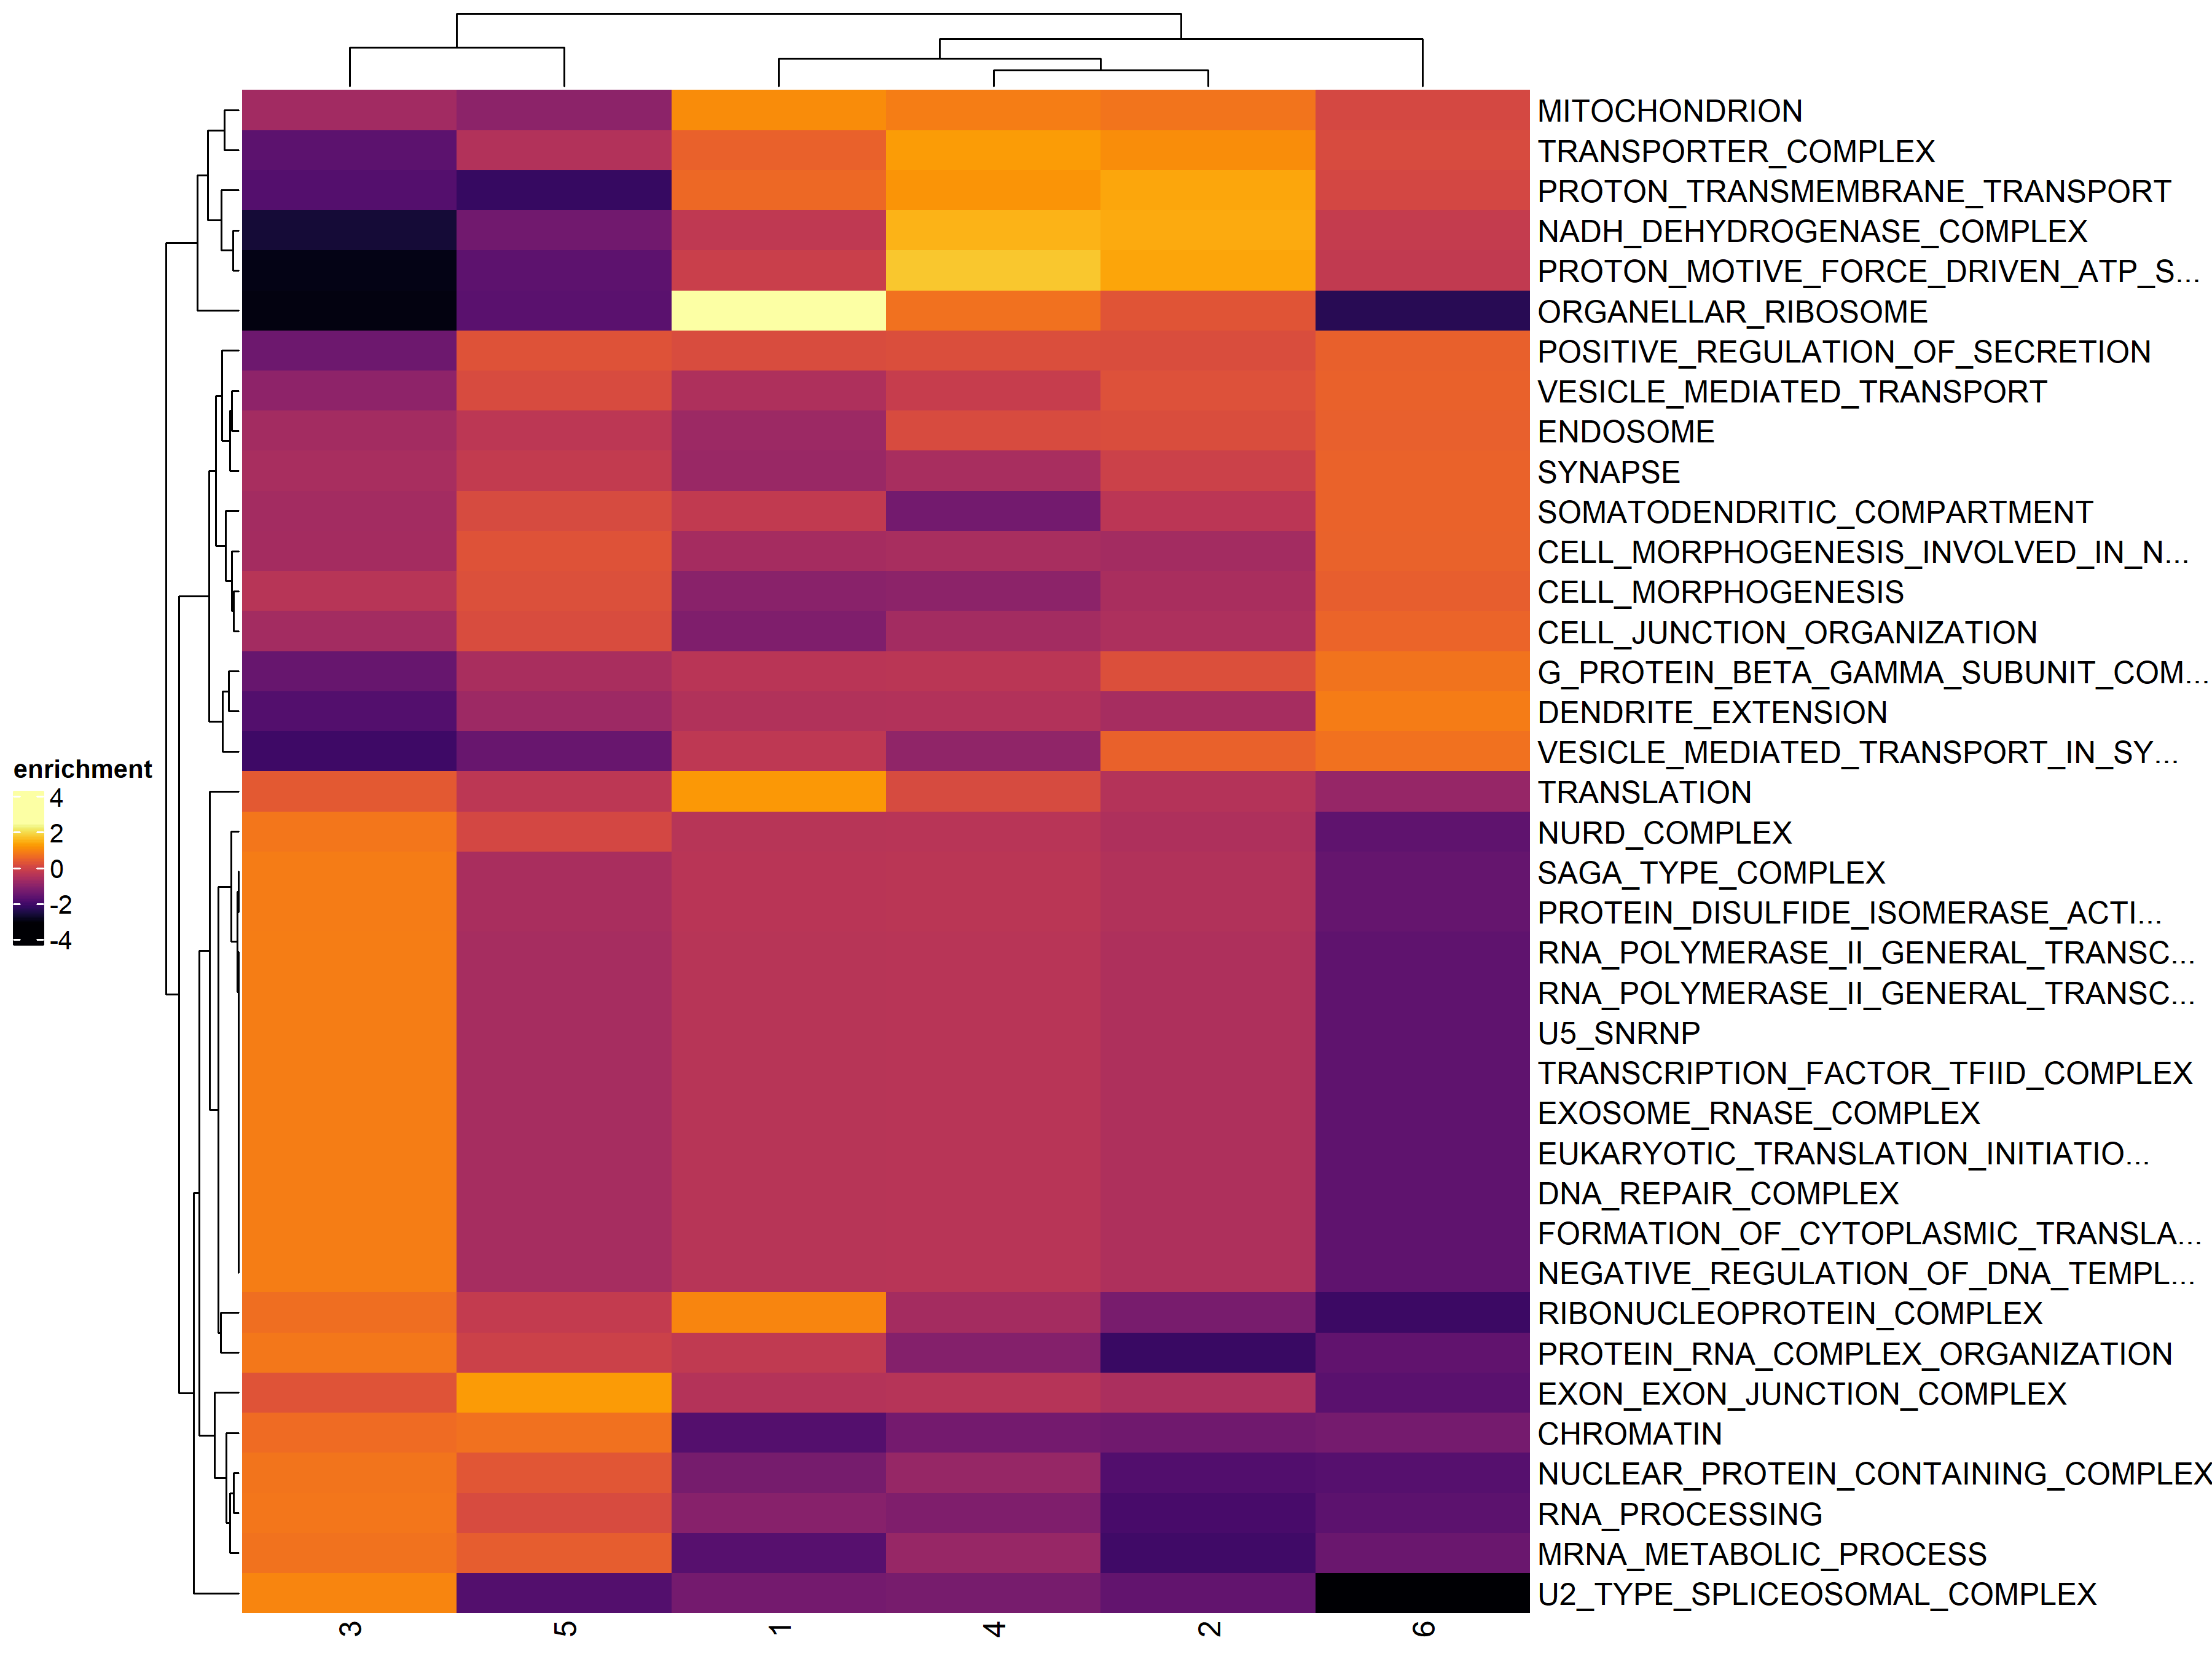 MITOCHONDRION
TRANSPORTER_COMPLEX
PROTON_TRANSMEMBRANE_TRANSPORT
NADH_DEHYDROGENASE_COMPLEX
PROTON_MOTIVE_FORCE_DRIVEN_ATP_S...
ORGANELLAR_RIBOSOME
POSITIVE_REGULATION_OF_SECRETION
VESICLE_MEDIATED_TRANSPORT
ENDOSOME
SYNAPSE
SOMATODENDRITIC_COMPARTMENT
CELL_MORPHOGENESIS_INVOLVED_IN_N...
CELL_MORPHOGENESIS
CELL_JUNCTION_ORGANIZATION
G_PROTEIN_BETA_GAMMA_SUBUNIT_COM...
DENDRITE_EXTENSION
VESICLE_MEDIATED_TRANSPORT_IN_SY...
TRANSLATION
NURD_COMPLEX
SAGA_TYPE_COMPLEX
PROTEIN_DISULFIDE_ISOMERASE_ACTI...
RNA_POLYMERASE_II_GENERAL_TRANSC...
RNA_POLYMERASE_II_GENERAL_TRANSC...
U5_SNRNP
TRANSCRIPTION_FACTOR_TFIID_COMPLEX
EXOSOME_RNASE_COMPLEX
EUKARYOTIC_TRANSLATION_INITIATIO...
DNA_REPAIR_COMPLEX
FORMATION_OF_CYTOPLASMIC_TRANSLA...
NEGATIVE_REGULATION_OF_DNA_TEMPL...
RIBONUCLEOPROTEIN_COMPLEX
PROTEIN_RNA_COMPLEX_ORGANIZATION
EXON_EXON_JUNCTION_COMPLEX
CHROMATIN
NUCLEAR_PROTEIN_CONTAINING_COMPLEX
RNA_PROCESSING
MRNA_METABOLIC_PROCESS
U2_TYPE_SPLICEOSOMAL_COMPLEX
enrichment
4
2
0
-2
-4
3 5 1 4 2 6